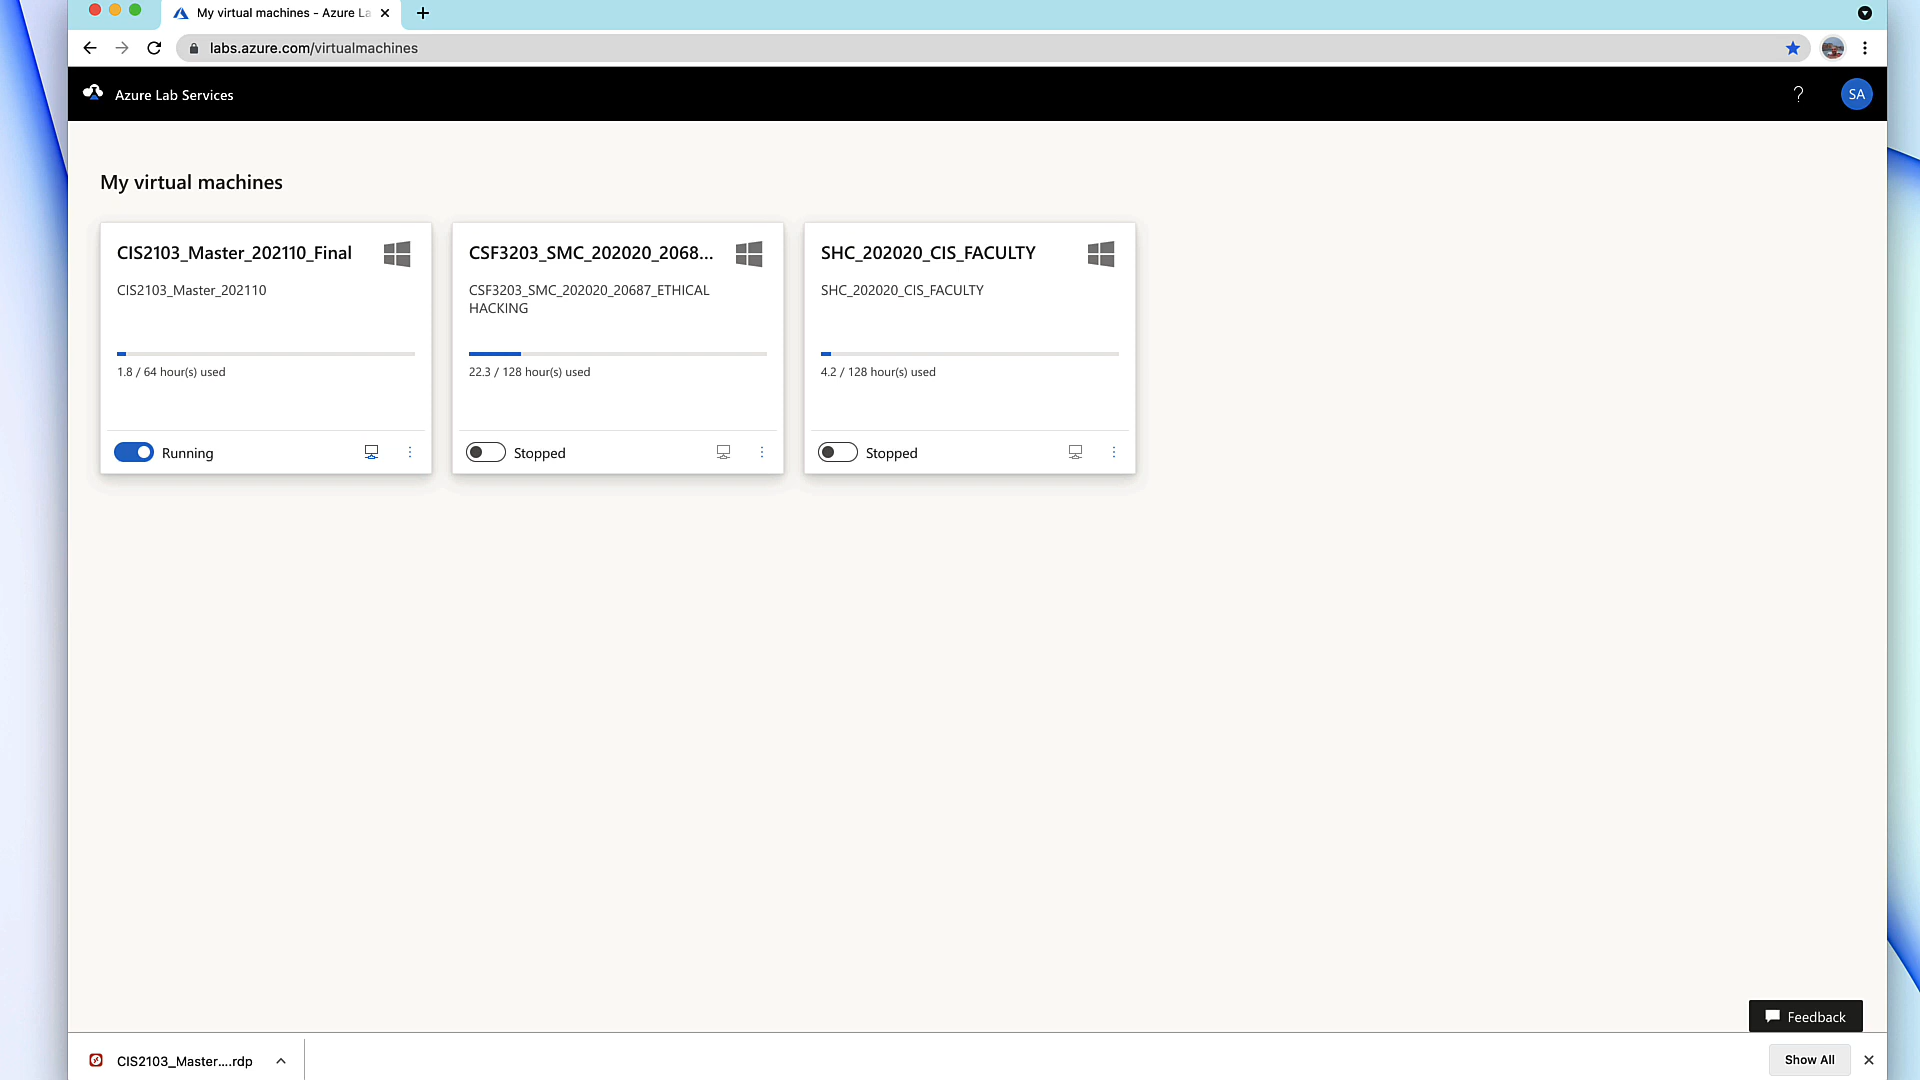 My virtual machines - Azure La
labs.azure.com/virtualmachines
Azure Lab Services
?
SA
My virtual machines
CIS2103_Master_202110_Final
CIS2103_Master_202110
1.8 / 64 hour(s) used
Running
CSF3203_SMC_202020_2068...
CSF3203_SMC_202020_20687_ETHICAL
HACKING
22.3 / 128 hour(s) used
Stopped
SHC_202020_CIS_FACULTY
SHC_202020_CIS_FACULTY
4.2 / 128 hour(s) used
Stopped
Feedback
CIS2103_Master....rdp
Show All